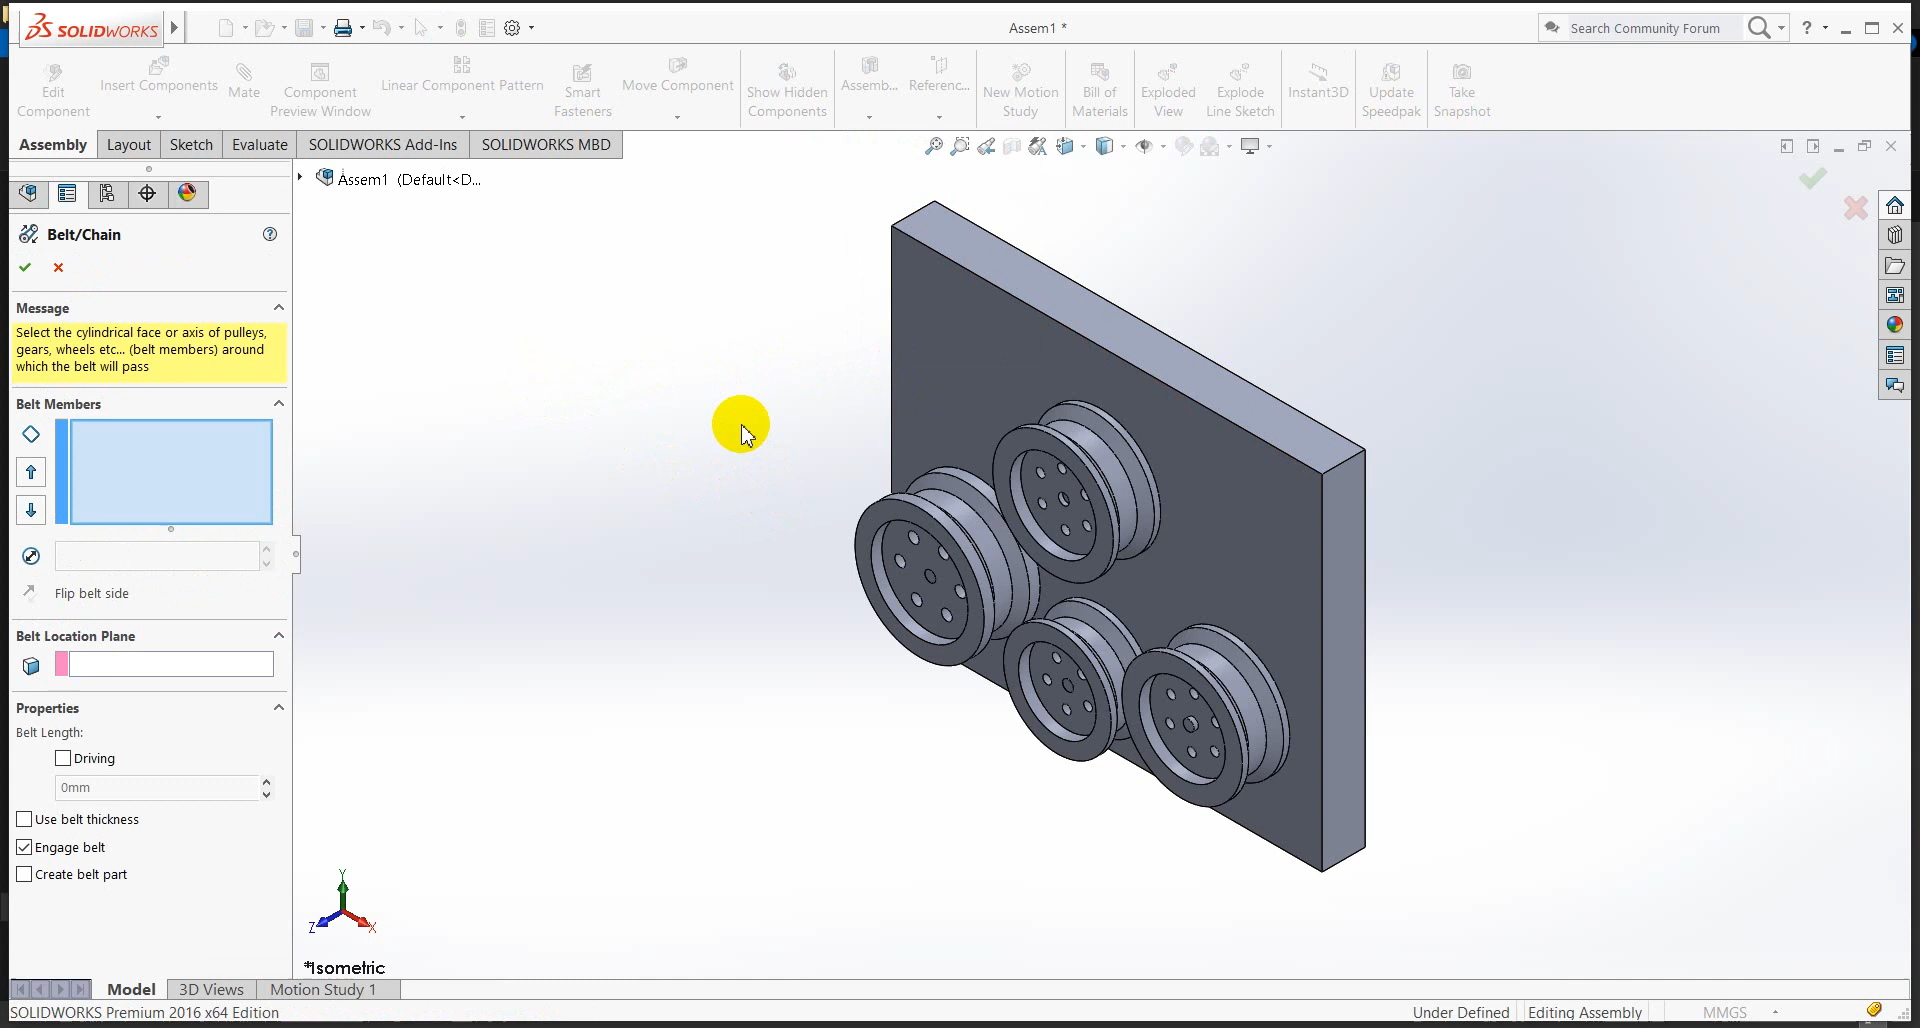 SOLIDWORKS
Assem1 *
Search Community Forum
?
Edit Component
Insert Components
Mate
Component Preview Window
Linear Component Pattern
Smart Fasteners
Move Component
Show Hidden Components
Assemb...
Referenc...
New Motion Study
Bill of Materials
Exploded View
Explode Line Sketch
Instant3D
Update Speedpak
Take Snapshot
Assembly
Layout
Sketch
Evaluate
SOLIDWORKS Add-Ins
SOLIDWORKS MBD
Assem1 (Default<D...
Belt/Chain
?
Message
Select the cylindrical face or axis of pulleys,
gears, wheels etc... (belt members) around
which the belt will pass
Belt Members
Flip belt side
Belt Location Plane
Properties
Belt Length:
Driving
0mm
Use belt thickness
Engage belt
Create belt part
Y
Z
X
*Isometric
Model
3D Views
Motion Study 1
SOLIDWORKS Premium 2016 x64 Edition
Under Defined
Editing Assembly
MMGS